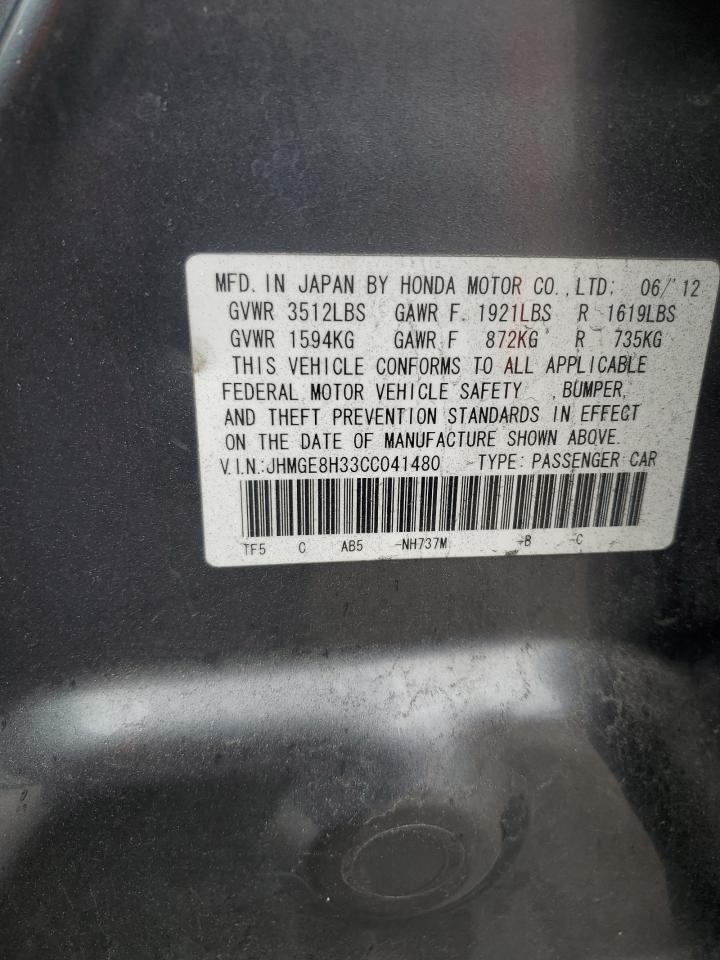 MFD. IN JAPAN BY HONDA MOTOR CO., LTD. 06/'12
GVWR 3512LBS GAWR F. 1921LBS R 1619LBS
GVWR 1594KG GAWR F 872KG R 735KG
THIS VEHICLE CONFORMS TO ALL APPLICABLE
FEDERAL MOTOR VEHICLE SAFETY , BUMPER,
AND THEFT PREVENTION STANDARDS IN EFFECT
ON THE DATE OF MANUFACTURE SHOWN ABOVE.
V.I.N.:JHMGE8H33CC041480 TYPE: PASSENGER CAR
TF5 C AB5 -NH737M -B -C